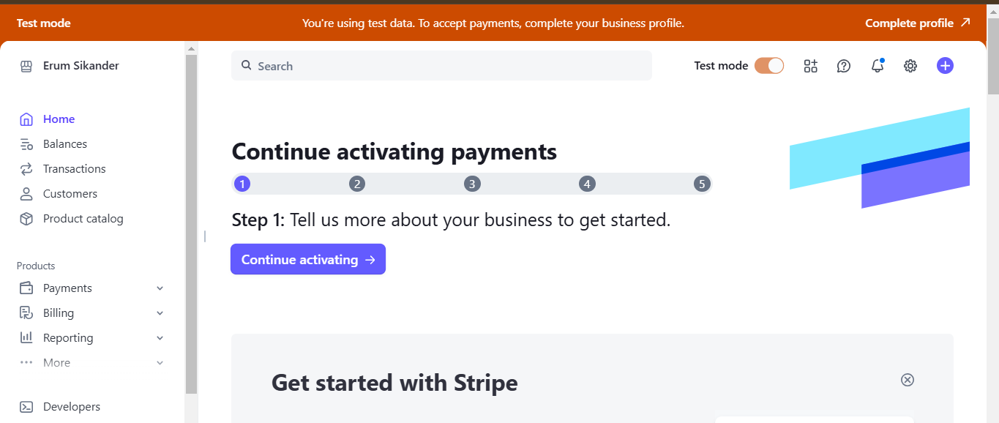 Test mode
You're using test data. To accept payments, complete your business profile.
Complete profile
Erum Sikander
Search
Test mode
Home
Balances
Transactions
Customers
Product catalog
Products
Payments
Billing
Reporting
More
Developers
Continue activating payments
1 2 3 4 5
Step 1: Tell us more about your business to get started.
Continue activating →
Get started with Stripe